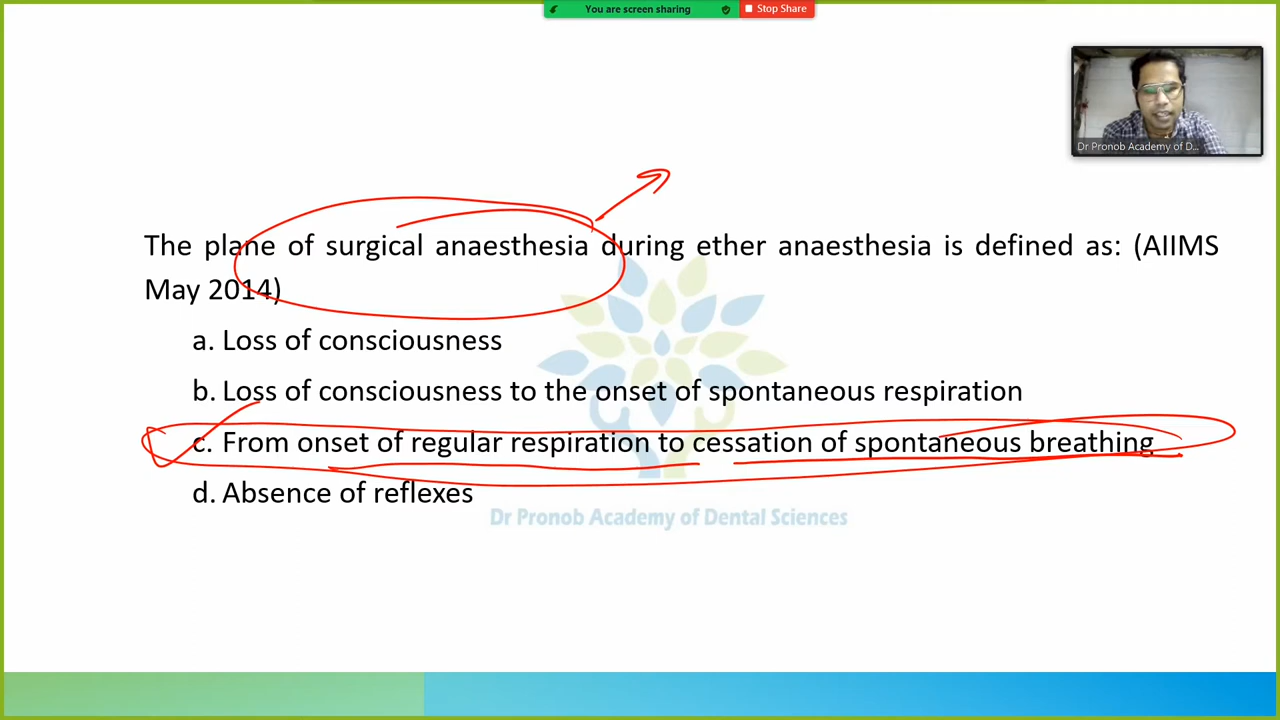 You are screen sharing
Stop Share
Dr Pronob Academy of D...
The plane of surgical anaesthesia during ether anaesthesia is defined as: (AIIMS
May 2014)
a. Loss of consciousness
b. Loss of consciousness to the onset of spontaneous respiration
c. From onset of regular respiration to cessation of spontaneous breathing
d. Absence of reflexes
Dr Pronob Academy of Dental Sciences